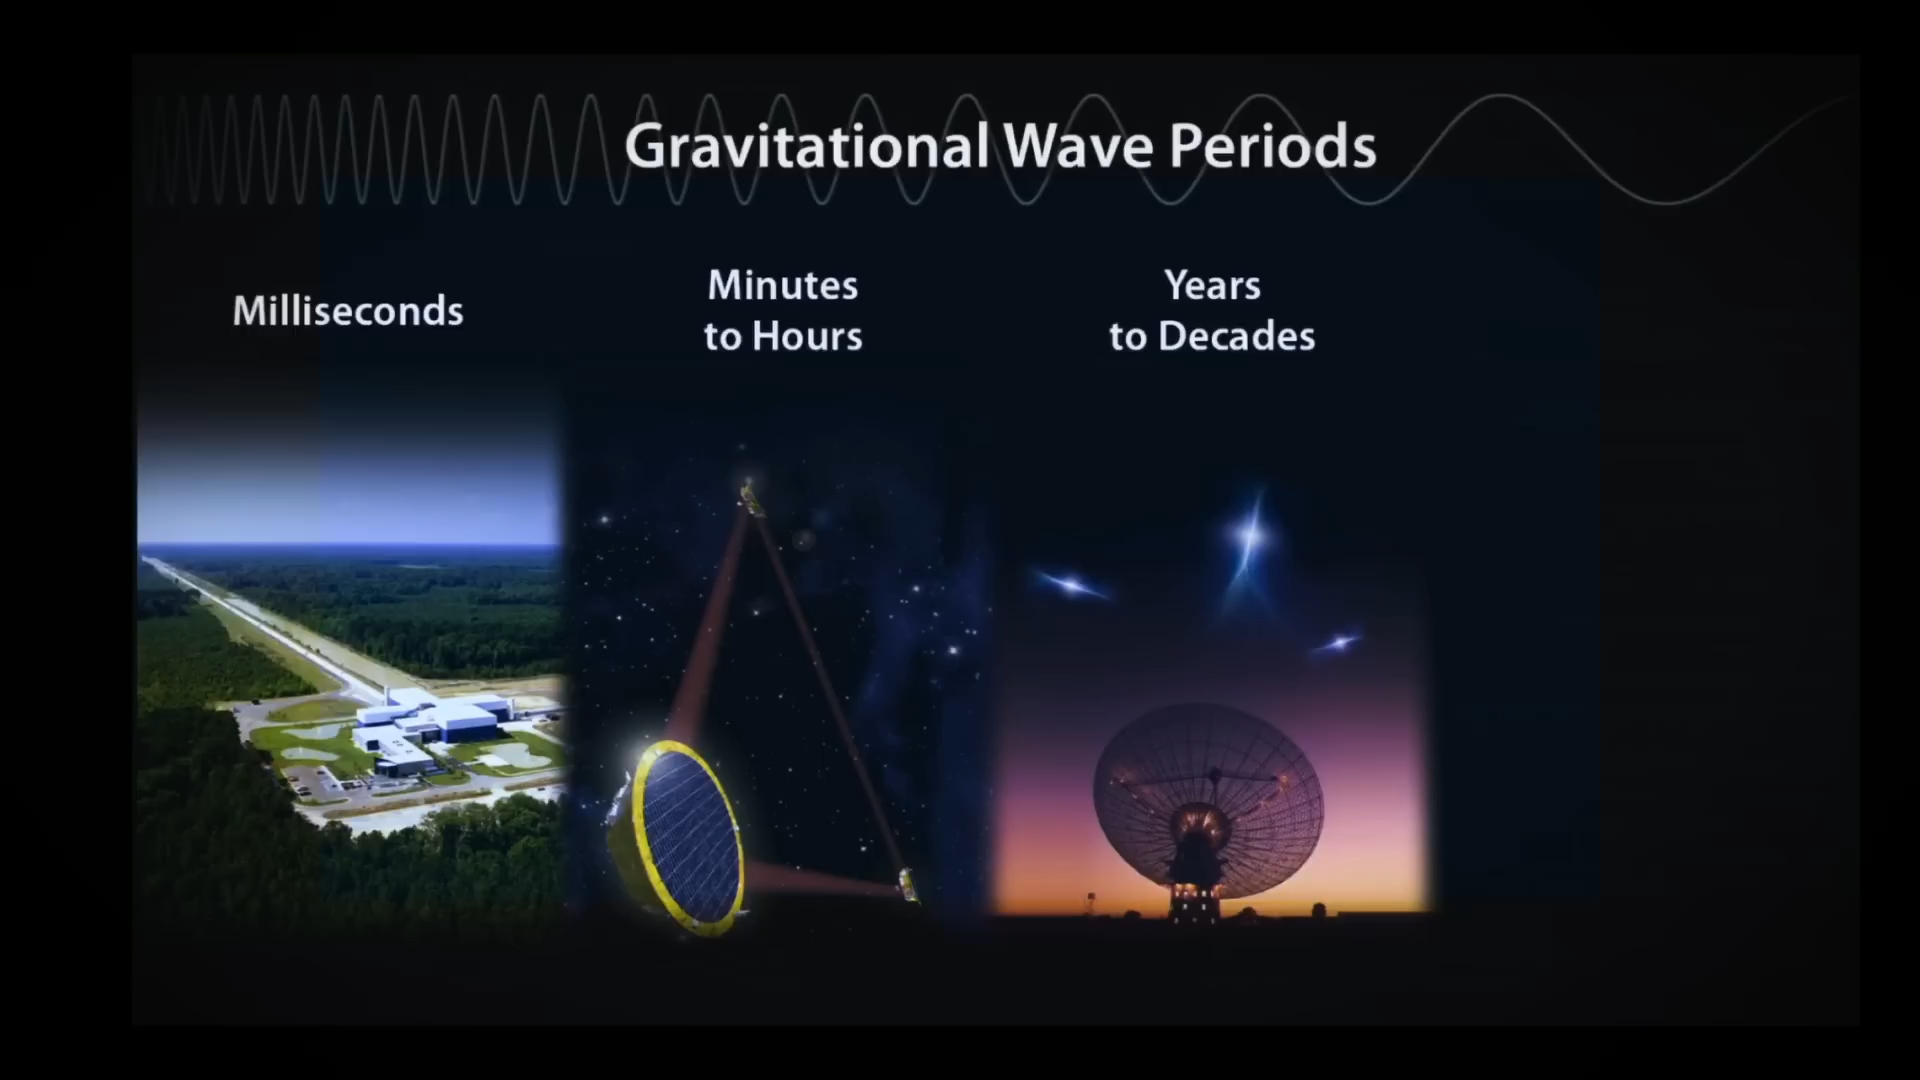 Gravitational Wave Periods
Milliseconds
Minutes
to Hours
Years
to Decades